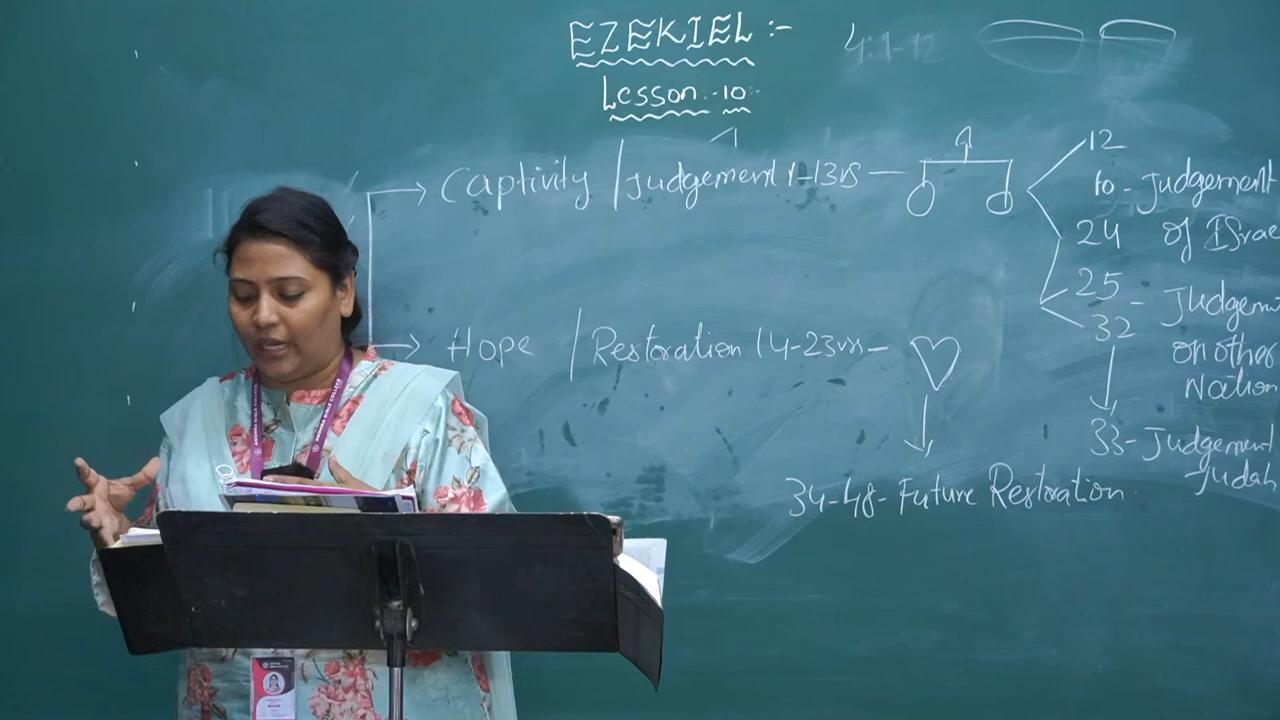 EZEKIEL :-
4:1-12
Lesson :- 10 :-
Captivity / judgement 1-13vs —
12
to - judgement
24 of Israe
25
32 - Judgem
on other
Nation
Hope / Restoration 14-23vs -
33 - Judgement
Judah
34-48 - Future Restoration.